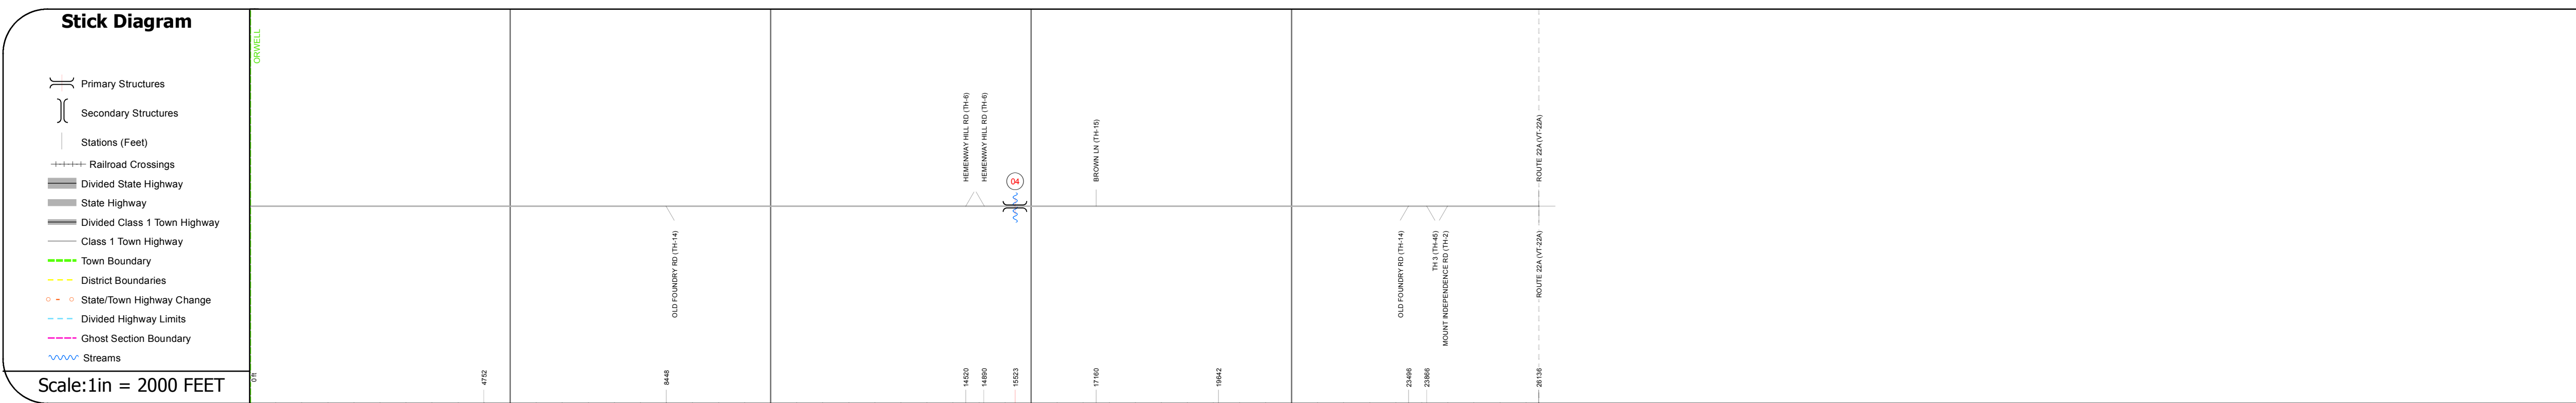 Stick Diagram
Primary Structures
Secondary Structures
Stations (Feet)
Railroad Crossings
Divided State Highway
State Highway
Divided Class 1 Town Highway
Class 1 Town Highway
Town Boundary
District Boundaries
State/Town Highway Change
Divided Highway Limits
Ghost Section Boundary
Streams
Scale:1in = 2000 FEET
ORWELL
HEMENWAY HILL RD (TH-6)
HEMENWAY HILL RD (TH-6)
04
BROWN LN (TH-15)
ROUTE 22A (VT-22A)
OLD FOUNDRY RD (TH-14)
OLD FOUNDRY RD (TH-14)
TH 3 (TH-45)
MOUNT INDEPENDENCE RD (TH-2)
ROUTE 22A (VT-22A)
0 ft
4752
8448
14520
14890
15523
17160
19642
23496
23866
26136